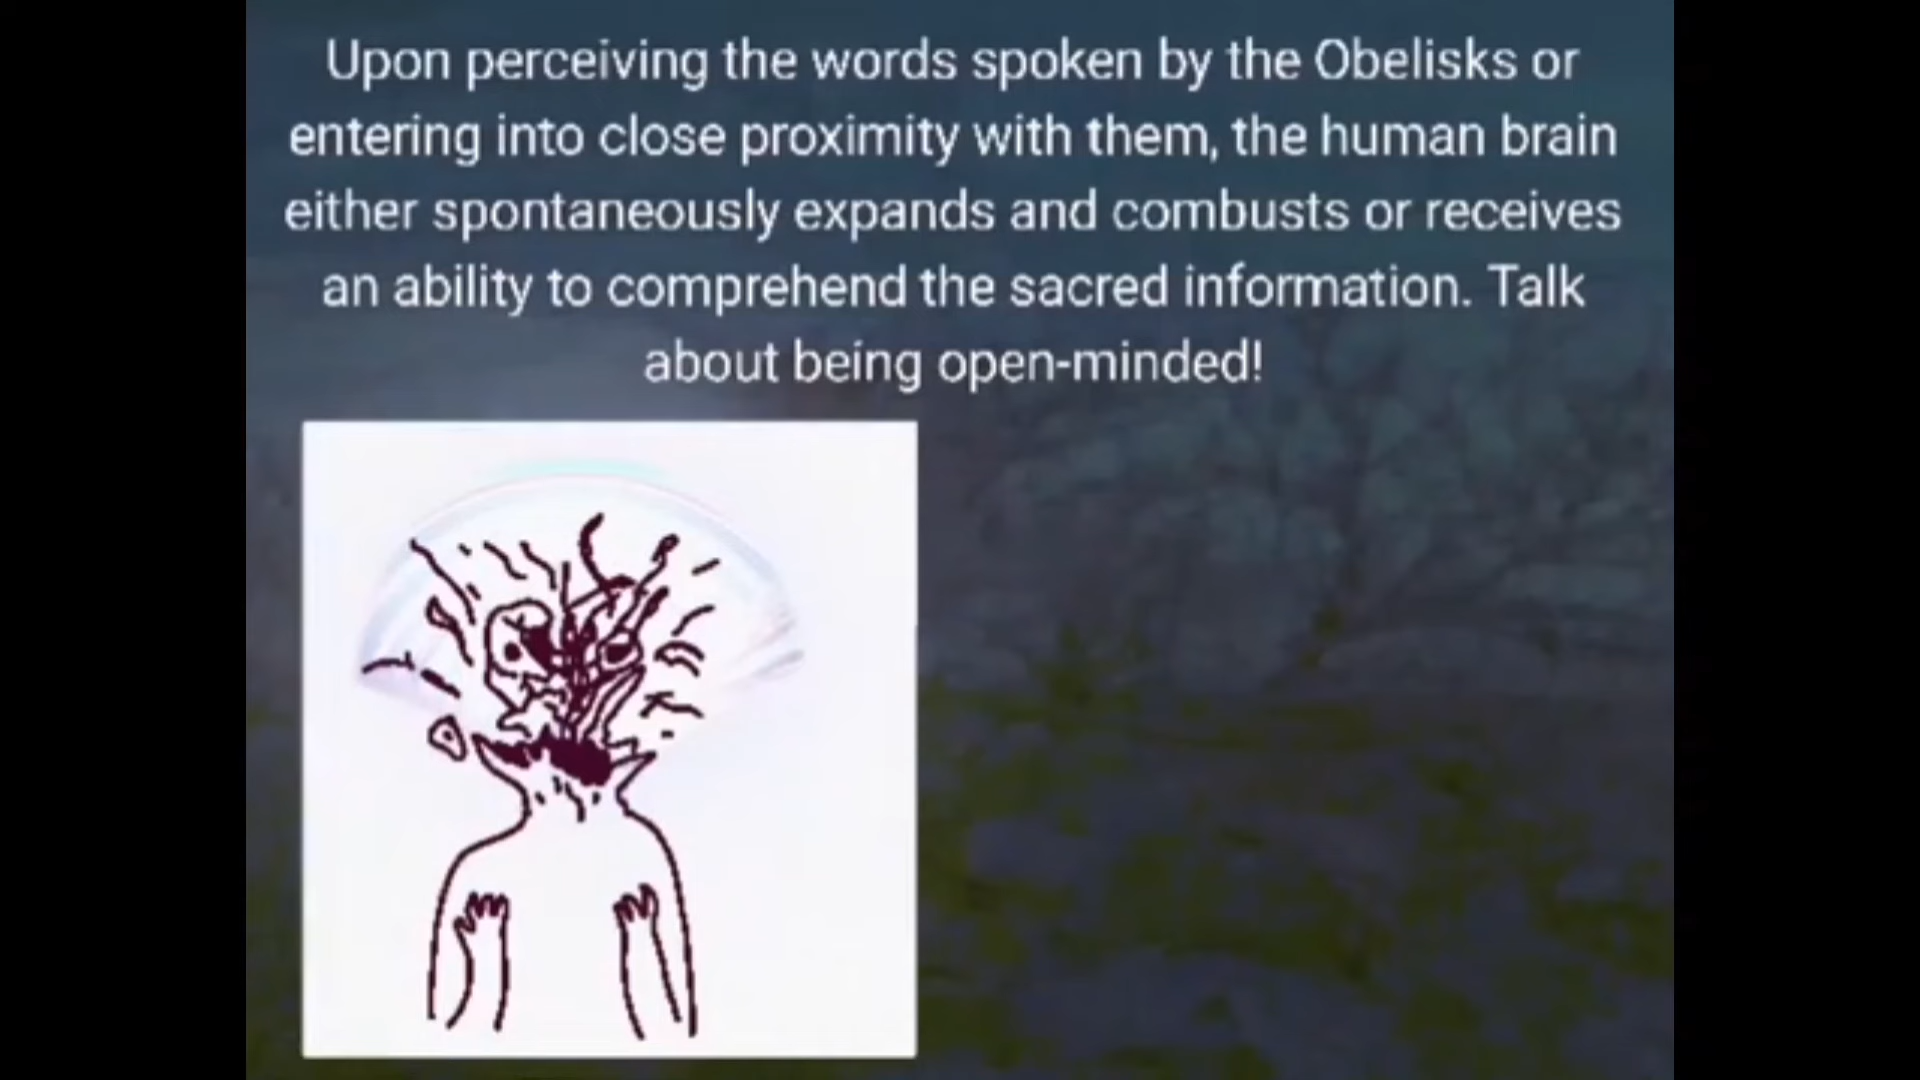 Upon perceiving the words spoken by the Obelisks or
entering into close proximity with them, the human brain
either spontaneously expands and combusts or receives
an ability to comprehend the sacred information. Talk
about being open-minded!